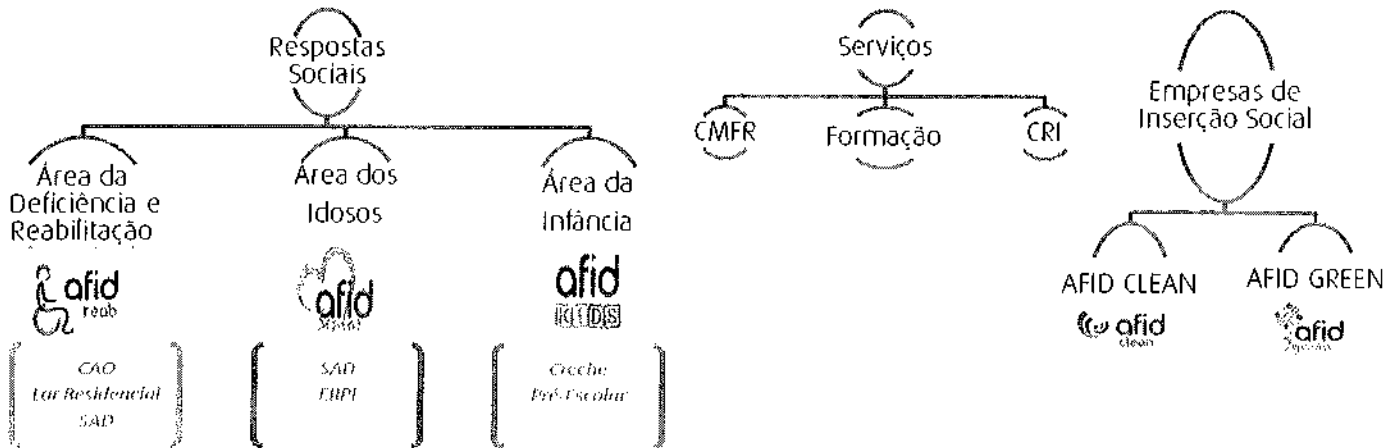 Respostas
Sociais
Área da
Deficiência e
Reabilitação
afid
reab
CAO
Lar Residencial
SAD
Área dos
Idosos
afid
SAD
ERPI
Área da
Infância
afid
KIDS
Creche
Pré-Escolar
Serviços
CMFR
Formação
CRI
Empresas de
Inserção Social
AFID CLEAN
afid
clean
AFID GREEN
afid
green